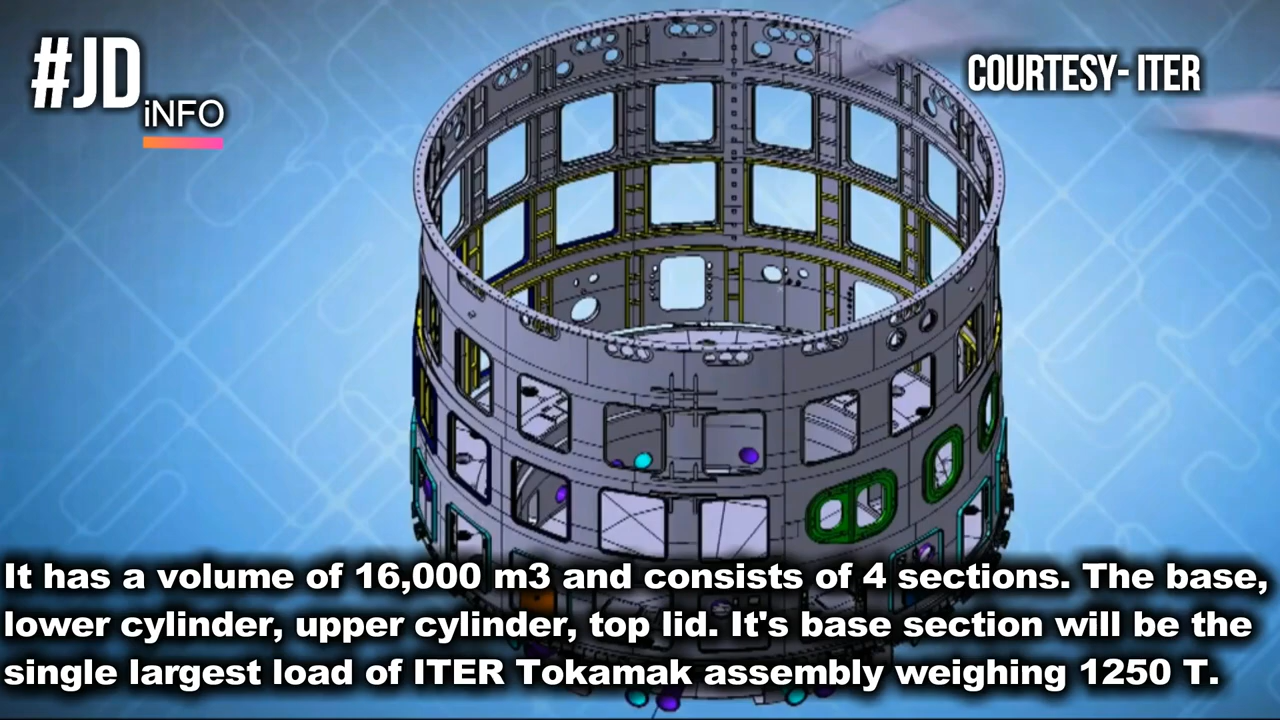 #JD
iNFO
COURTESY- ITER
It has a volume of 16,000 m3 and consists of 4 sections. The base,
lower cylinder, upper cylinder, top lid. It's base section will be the
single largest load of ITER Tokamak assembly weighing 1250 T.